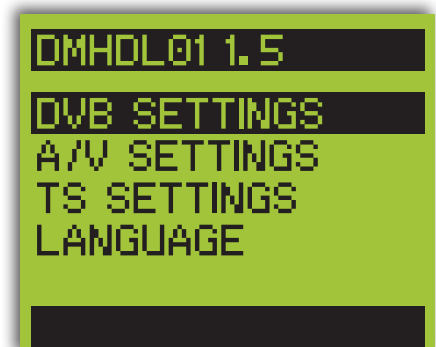 DMHDL01 1.5
DVB SETTINGS
A/V SETTINGS
TS SETTINGS
LANGUAGE